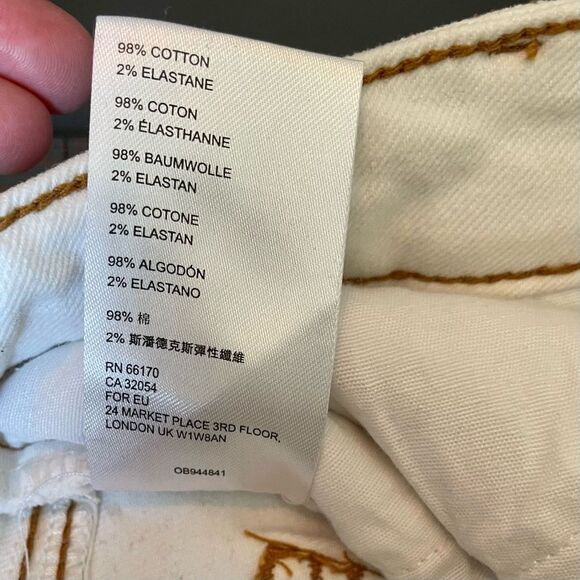 98% COTTON
2% ELASTANE
98% COTON
2% ÉLASTHANNE
98% BAUMWOLLE
2% ELASTAN
98% COTONE
2% ELASTAN
98% ALGODÓN
2% ELASTANO
98% 棉
2% 斯潘德克斯彈性纖維
RN 66170
CA 32054
FOR EU
24 MARKET PLACE 3RD FLOOR,
LONDON UK W1W8AN
OB944841